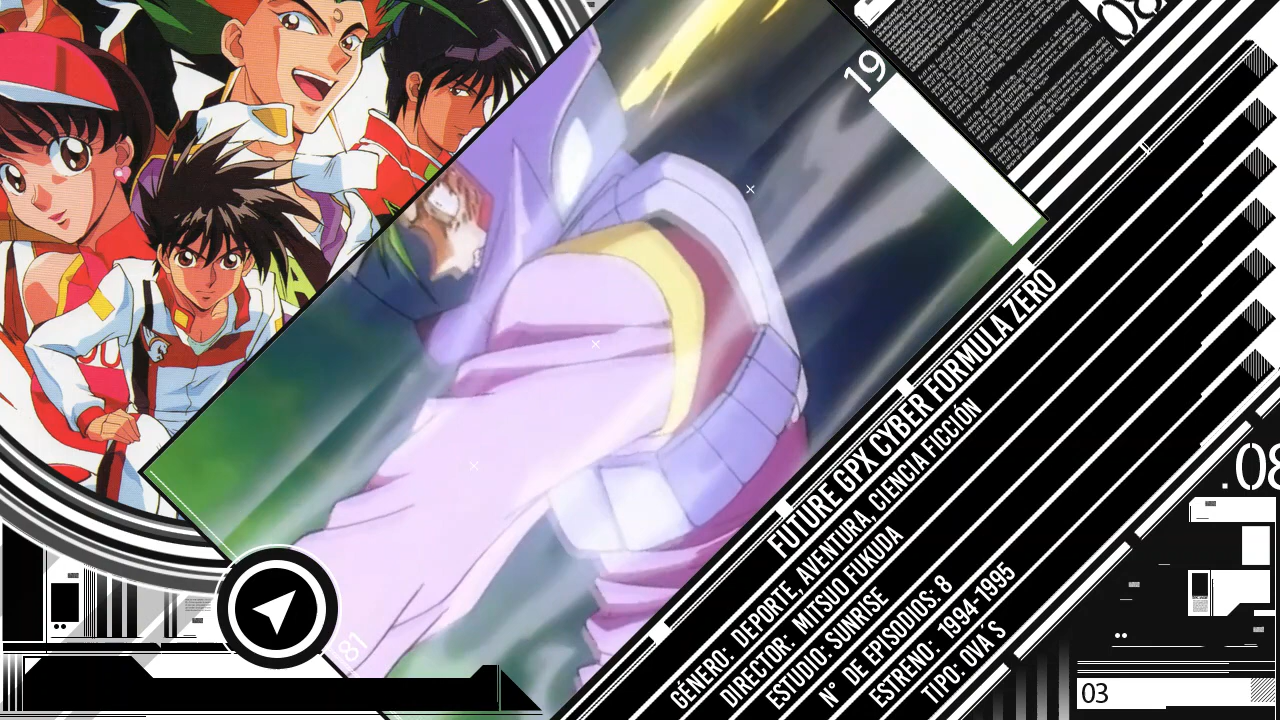 08
19
FUTURE GPX CYBER FORMULA ZERO
GÉNERO: DEPORTE, AVENTURA, CIENCIA FICCIÓN
DIRECTOR: MITSUO FUKUDA
ESTUDIO: SUNRISE
N° DE EPISODIOS: 8
ESTRENO: 1994-1995
TIPO: OVA´S
.08
81
03